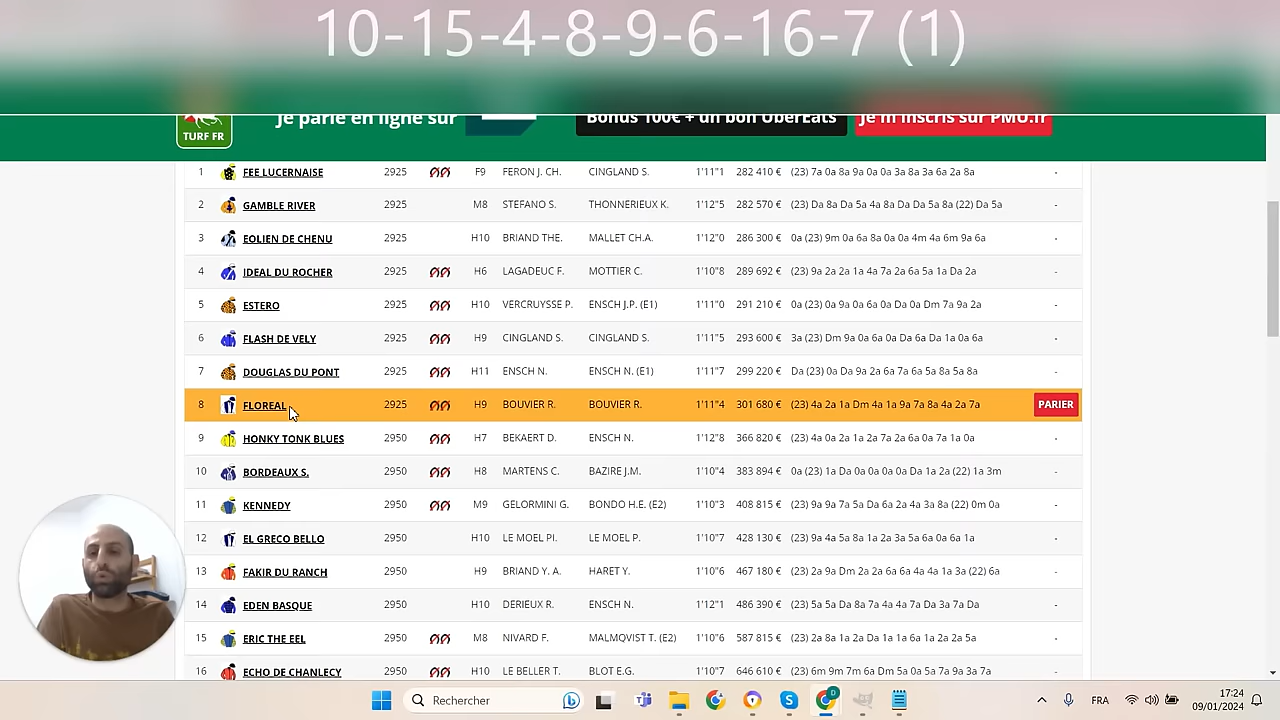 10-15-4-8-9-6-16-7 (1)
TURF FR
Je parie en ligne sur
Bonus 100€ + un bon UberEats
Je m'inscris sur PMU.fr
1 FEE LUCERNAISE 2925 F9 FERON J. CH. CINGLAND S. 1'11"1 282 410 € (23) 7a 0a 8a 9a 0a 0a 3a 8a 3a 6a 2a 8a -
2 GAMBLE RIVER 2925 M8 STEFANO S. THONNERIEUX K. 1'12"5 282 570 € (23) Da 8a Da 5a 4a 8a Da Da 5a 8a (22) Da 5a -
3 EOLIEN DE CHENU 2925 H10 BRIAND THE. MALLET CH.A. 1'12"0 286 300 € 0a (23) 9m 0a 6a 8a 0a 0a 4m 4a 6m 9a 6a -
4 IDEAL DU ROCHER 2925 H6 LAGADEUC F. MOTTIER C. 1'10"8 289 692 € (23) 9a 2a 2a 1a 4a 7a 2a 6a 5a 1a Da 2a -
5 ESTERO 2925 H10 VERCRUYSSE P. ENSCH J.P. (E1) 1'11"0 291 210 € 0a (23) 0a 9a 0a 6a 0a Da 0a Dm 7a 9a 2a -
6 FLASH DE VELY 2925 H9 CINGLAND S. CINGLAND S. 1'11"5 293 600 € 3a (23) Dm 9a 0a 6a 0a Da 6a Da 1a 0a 6a -
7 DOUGLAS DU PONT 2925 H11 ENSCH N. ENSCH N. (E1) 1'11"7 299 220 € Da (23) 0a Da 9a 2a 6a 7a 6a 5a 8a 5a 8a -
8 FLOREAL 2925 H9 BOUVIER R. BOUVIER R. 1'11"4 301 680 € (23) 4a 2a 1a Dm 4a 1a 9a 7a 8a 4a 2a 7a PARIER
9 HONKY TONK BLUES 2950 H7 BEKAERT D. ENSCH N. 1'12"8 366 820 € (23) 4a 0a 2a 1a 2a 7a 2a 6a 0a 7a 1a 0a -
10 BORDEAUX S. 2950 H8 MARTENS C. BAZIRE J.M. 1'10"4 383 894 € 0a (23) 1a Da 0a 0a 0a 0a Da 1a 2a (22) 1a 3m -
11 KENNEDY 2950 M9 GELORMINI G. BONDO H.E. (E2) 1'10"3 408 815 € (23) 9a 9a 7a 5a Da 6a 2a 4a 3a 8a (22) 0m 0a -
12 EL GRECO BELLO 2950 H10 LE MOEL PI. LE MOEL P. 1'10"7 428 130 € (23) 9a 4a 5a 8a 1a 2a 3a 5a 6a 0a 6a 1a -
13 FAKIR DU RANCH 2950 H9 BRIAND Y. A. HARET Y. 1'10"6 467 180 € (23) 2a 9a Dm 2a 2a 6a 6a 4a 4a 1a 3a (22) 6a -
14 EDEN BASQUE 2950 H10 DERIEUX R. ENSCH N. 1'12"1 486 390 € (23) 5a 5a Da 8a 7a 4a 4a 7a Da 3a 7a Da -
15 ERIC THE EEL 2950 M8 NIVARD F. MALMQVIST T. (E2) 1'10"6 587 815 € (23) 2a 8a 1a 2a Da 1a 1a 6a 1a 2a 2a 5a -
16 ECHO DE CHANLECY 2950 H10 LE BELLER T. BLOT E.G. 1'10"7 646 610 € (23) 6m 9m 7m 6a Dm 5a 0a 3a 7a 9a 3a 7a -
Rechercher
FRA
17:24
09/01/2024